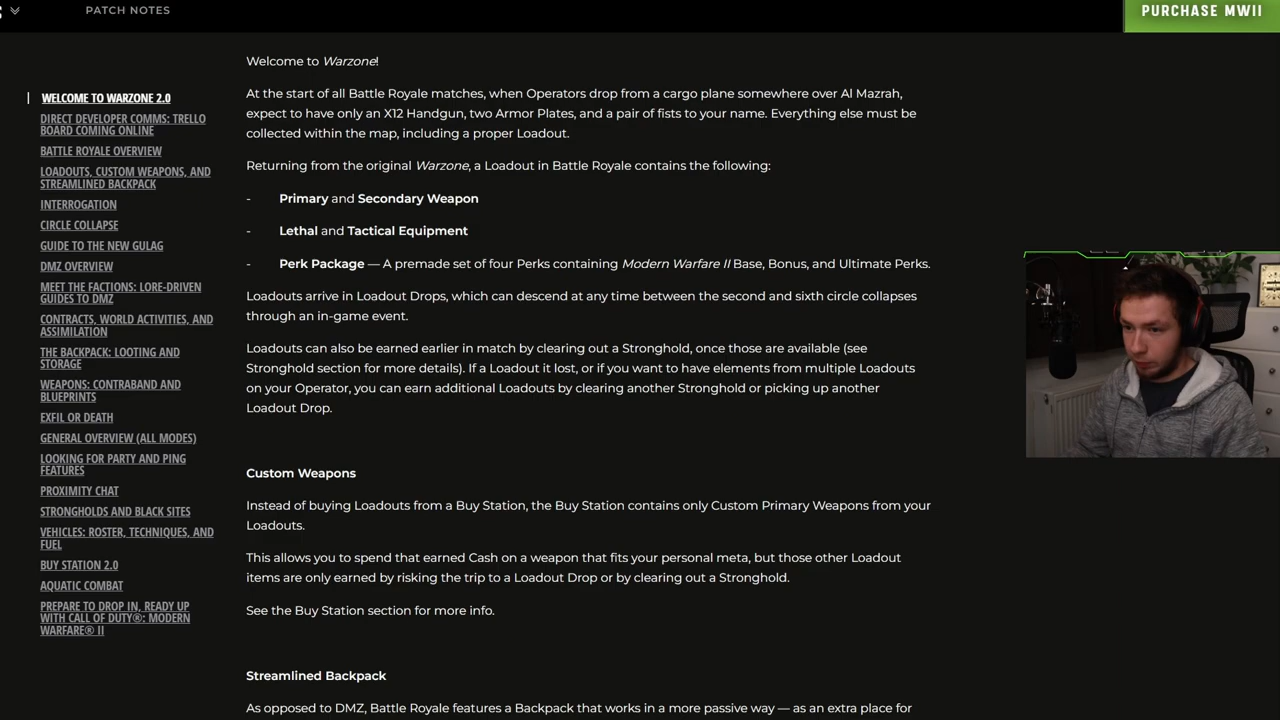 PATCH NOTES
PURCHASE MWII
WELCOME TO WARZONE 2.0
DIRECT DEVELOPER COMMS: TRELLO
BOARD COMING ONLINE
BATTLE ROYALE OVERVIEW
LOADOUTS, CUSTOM WEAPONS, AND
STREAMLINED BACKPACK
INTERROGATION
CIRCLE COLLAPSE
GUIDE TO THE NEW GULAG
DMZ OVERVIEW
MEET THE FACTIONS: LORE-DRIVEN
GUIDES TO DMZ
CONTRACTS, WORLD ACTIVITIES, AND
ASSIMILATION
THE BACKPACK: LOOTING AND
STORAGE
WEAPONS: CONTRABAND AND
BLUEPRINTS
EXFIL OR DEATH
GENERAL OVERVIEW (ALL MODES)
LOOKING FOR PARTY AND PING
FEATURES
PROXIMITY CHAT
STRONGHOLDS AND BLACK SITES
VEHICLES: ROSTER, TECHNIQUES, AND
FUEL
BUY STATION 2.0
AQUATIC COMBAT
PREPARE TO DROP IN, READY UP
WITH CALL OF DUTY®: MODERN
WARFARE® II
Welcome to Warzone!
At the start of all Battle Royale matches, when Operators drop from a cargo plane somewhere over Al Mazrah,
expect to have only an X12 Handgun, two Armor Plates, and a pair of fists to your name. Everything else must be
collected within the map, including a proper Loadout.
Returning from the original Warzone, a Loadout in Battle Royale contains the following:
- Primary and Secondary Weapon
- Lethal and Tactical Equipment
- Perk Package — A premade set of four Perks containing Modern Warfare II Base, Bonus, and Ultimate Perks.
Loadouts arrive in Loadout Drops, which can descend at any time between the second and sixth circle collapses
through an in-game event.
Loadouts can also be earned earlier in match by clearing out a Stronghold, once those are available (see
Stronghold section for more details). If a Loadout it lost, or if you want to have elements from multiple Loadouts
on your Operator, you can earn additional Loadouts by clearing another Stronghold or picking up another
Loadout Drop.
Custom Weapons
Instead of buying Loadouts from a Buy Station, the Buy Station contains only Custom Primary Weapons from your
Loadouts.
This allows you to spend that earned Cash on a weapon that fits your personal meta, but those other Loadout
items are only earned by risking the trip to a Loadout Drop or by clearing out a Stronghold.
See the Buy Station section for more info.
Streamlined Backpack
As opposed to DMZ, Battle Royale features a Backpack that works in a more passive way — as an extra place for